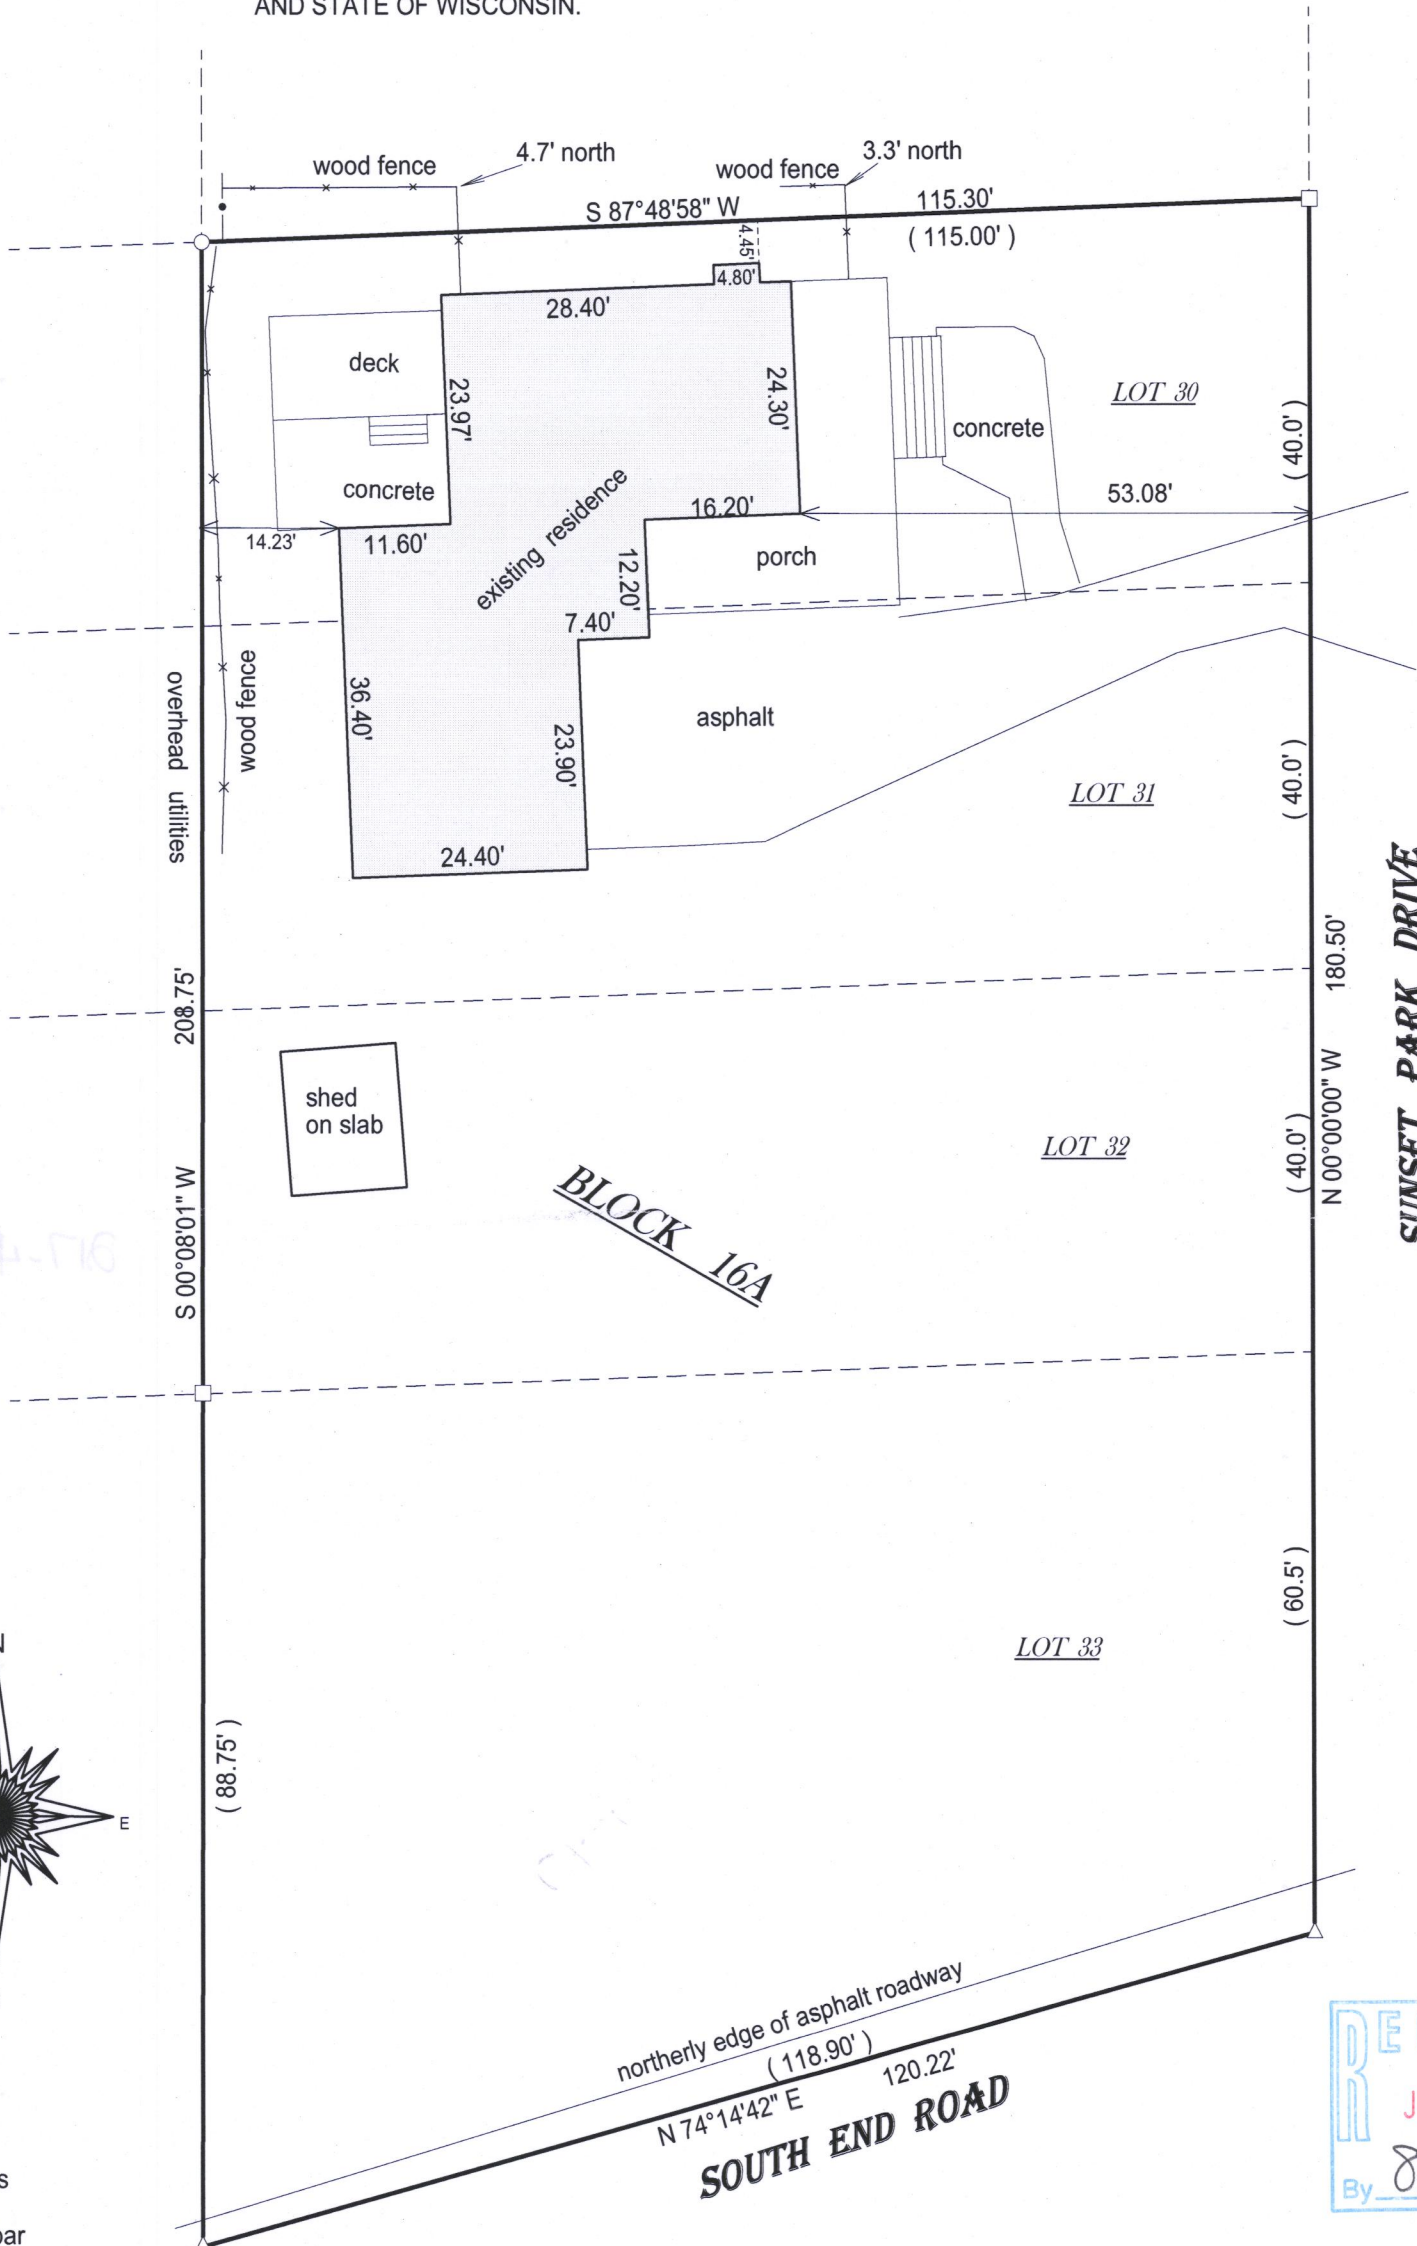 AND STATE OF WISCONSIN.
wood fence
4.7' north
wood fence
3.3' north
S 87°48'58" W
115.30'
( 115.00' )
4.45'
4.80'
28.40'
deck
23.97'
24.30'
LOT 30
( 40.0' )
concrete
concrete
existing residence
16.20'
53.08'
14.23'
11.60'
12.20'
porch
7.40'
wood fence
overhead utilities
36.40'
23.90'
asphalt
LOT 31
( 40.0' )
24.40'
SUNSET PARK DRIVE
180.50'
208.75'
N 00°00'00" W
shed
on slab
LOT 32
( 40.0' )
S 00°08'01" W
BLOCK 16A
( 60.5' )
LOT 33
( 88.75' )
E
northerly edge of asphalt roadway
( 118.90' )
120.22'
N 74°14'42" E
SOUTH END ROAD
By 8